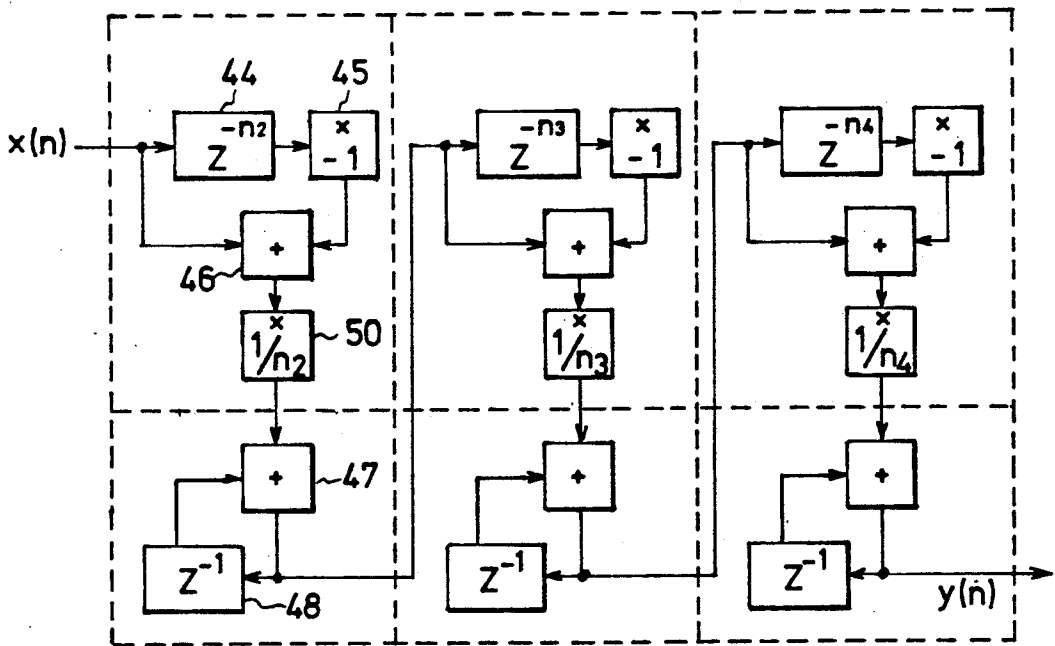 44 45
x(n) Z^-n2 × -1 Z^-n3 × -1 Z^-n4 × -1
+ + +
46
× 1/n2 50 × 1/n3 × 1/n4
+ 47 + +
Z^-1 Z^-1 Z^-1
48 y(n)